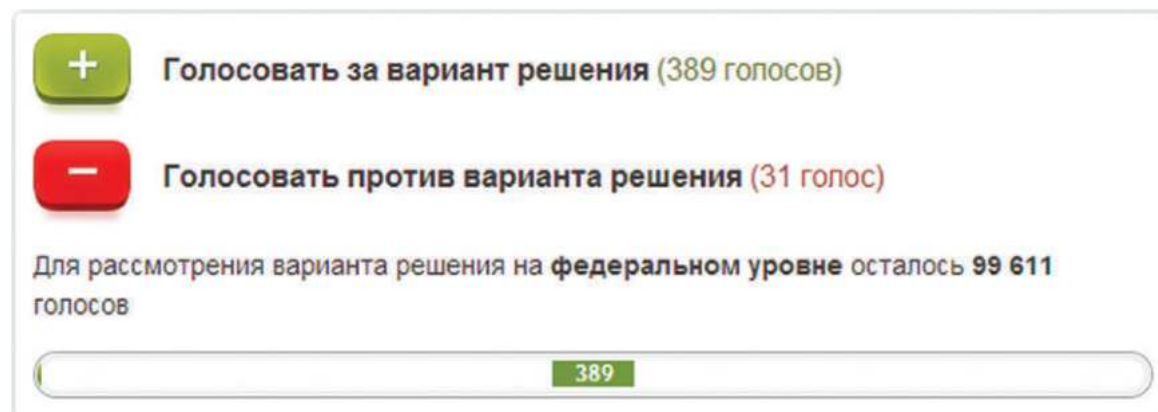 +
Голосовать за вариант решения (389 голосов)
−
Голосовать против варианта решения (31 голос)
Для рассмотрения варианта решения на федеральном уровне осталось 99 611
голосов
389